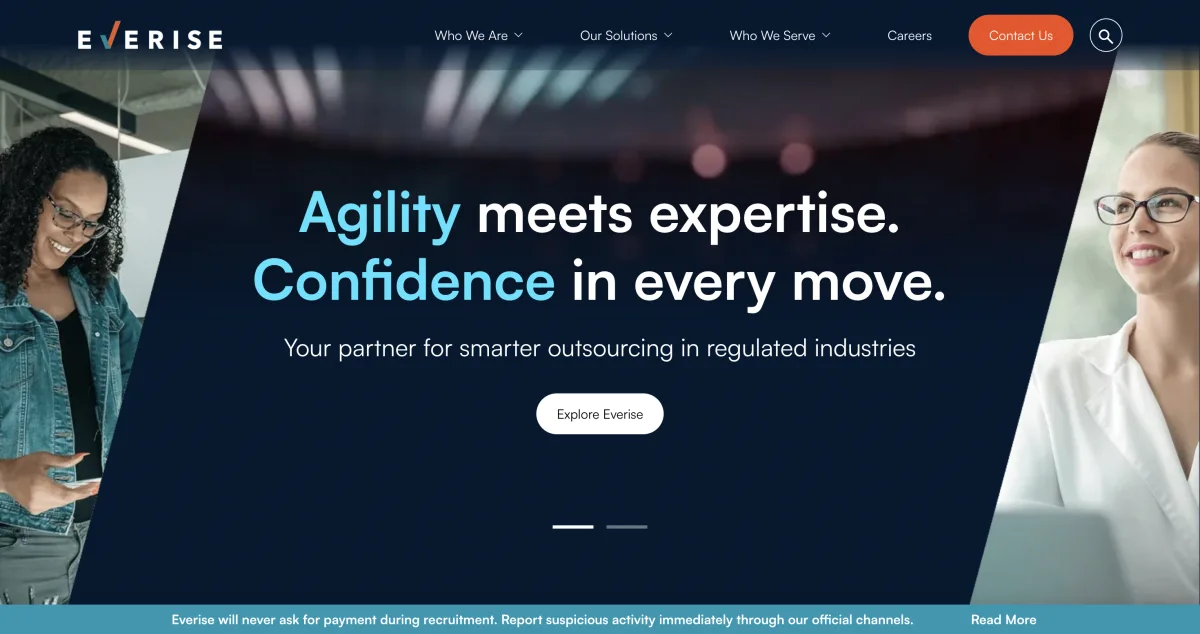 EVERISE
Who We Are
Our Solutions
Who We Serve
Careers
Contact Us
Agility meets expertise.
Confidence in every move.
Your partner for smarter outsourcing in regulated industries
Explore Everise
Everise will never ask for payment during recruitment. Report suspicious activity immediately through our official channels.
Read More